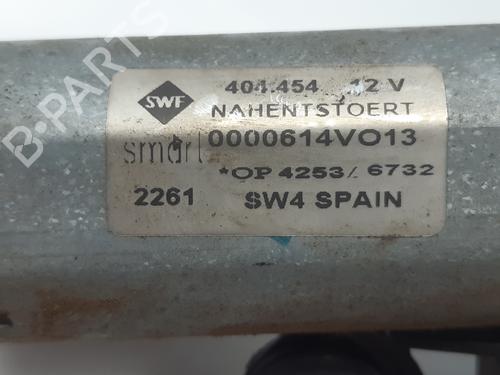 B-PARTS
SWF 404.454 12 V
NAHENTSTOERT
smart 0000614VO13
*OP 4253/ 6732
2261 SW4 SPAIN